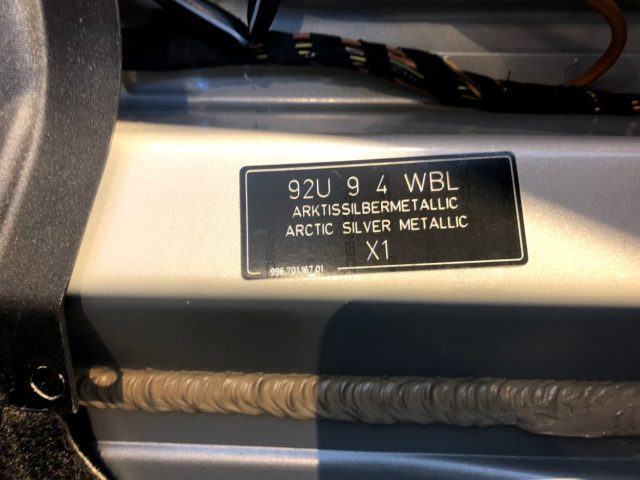 92U 9 4 WBL
ARKTISSILBERMETALLIC
ARCTIC SILVER METALLIC
X1
996.701.167.01